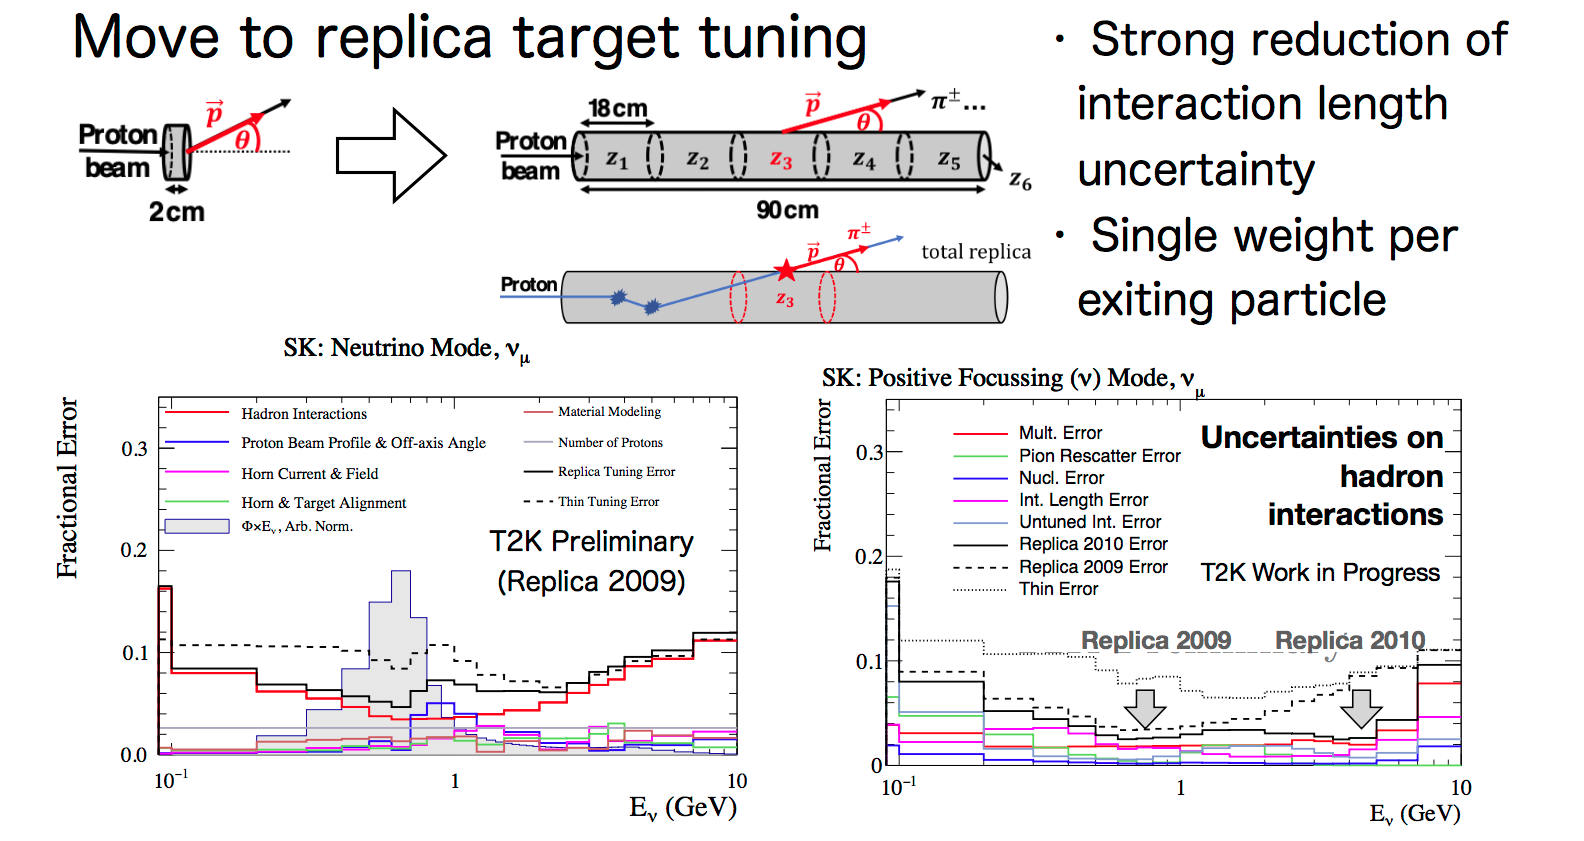 Move to replica target tuning
Proton
beam
p
θ
2cm
18cm
Proton
beam
z1
z2
z3
z4
z5
z6
p
θ
π±...
90cm
Proton
z3
p
θ
π±
total replica
· Strong reduction of
interaction length
uncertainty
· Single weight per
exiting particle
SK: Neutrino Mode, νμ
Fractional Error
0.3
0.2
0.1
0.0
Hadron Interactions
Proton Beam Profile & Off-axis Angle
Horn Current & Field
Horn & Target Alignment
Φ×Eν, Arb. Norm.
Material Modeling
Number of Protons
Replica Tuning Error
Thin Tuning Error
T2K Preliminary
(Replica 2009)
10⁻¹
1
10
Eν (GeV)
SK: Positive Focussing (ν) Mode, νμ
Fractional Error
0.3
0.2
0.1
0
Mult. Error
Pion Rescatter Error
Nucl. Error
Int. Length Error
Untuned Int. Error
Replica 2010 Error
Replica 2009 Error
Thin Error
Uncertainties on
hadron
interactions
T2K Work in Progress
Replica 2009
Replica 2010
10⁻¹
1
10
Eν (GeV)